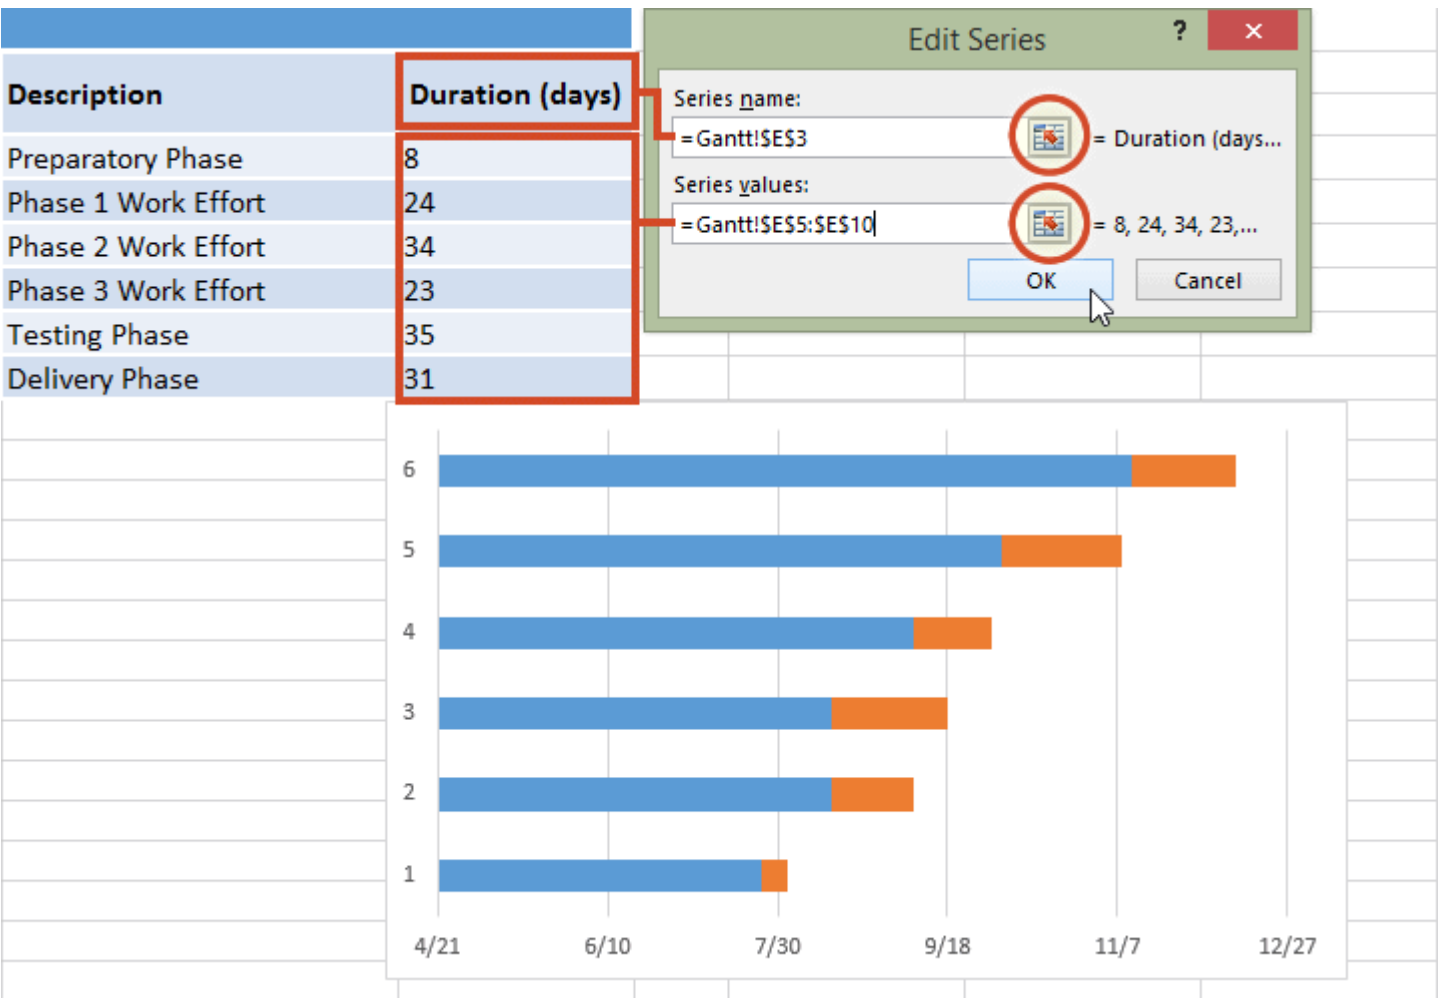 Description Duration (days)
Preparatory Phase 8
Phase 1 Work Effort 24
Phase 2 Work Effort 34
Phase 3 Work Effort 23
Testing Phase 35
Delivery Phase 31
Edit Series ?
Series name:
=Gantt!$E$3 = Duration (days...
Series values:
=Gantt!$E$5:$E$10 = 8, 24, 34, 23,...
OK Cancel
6
5
4
3
2
1
4/21 6/10 7/30 9/18 11/7 12/27